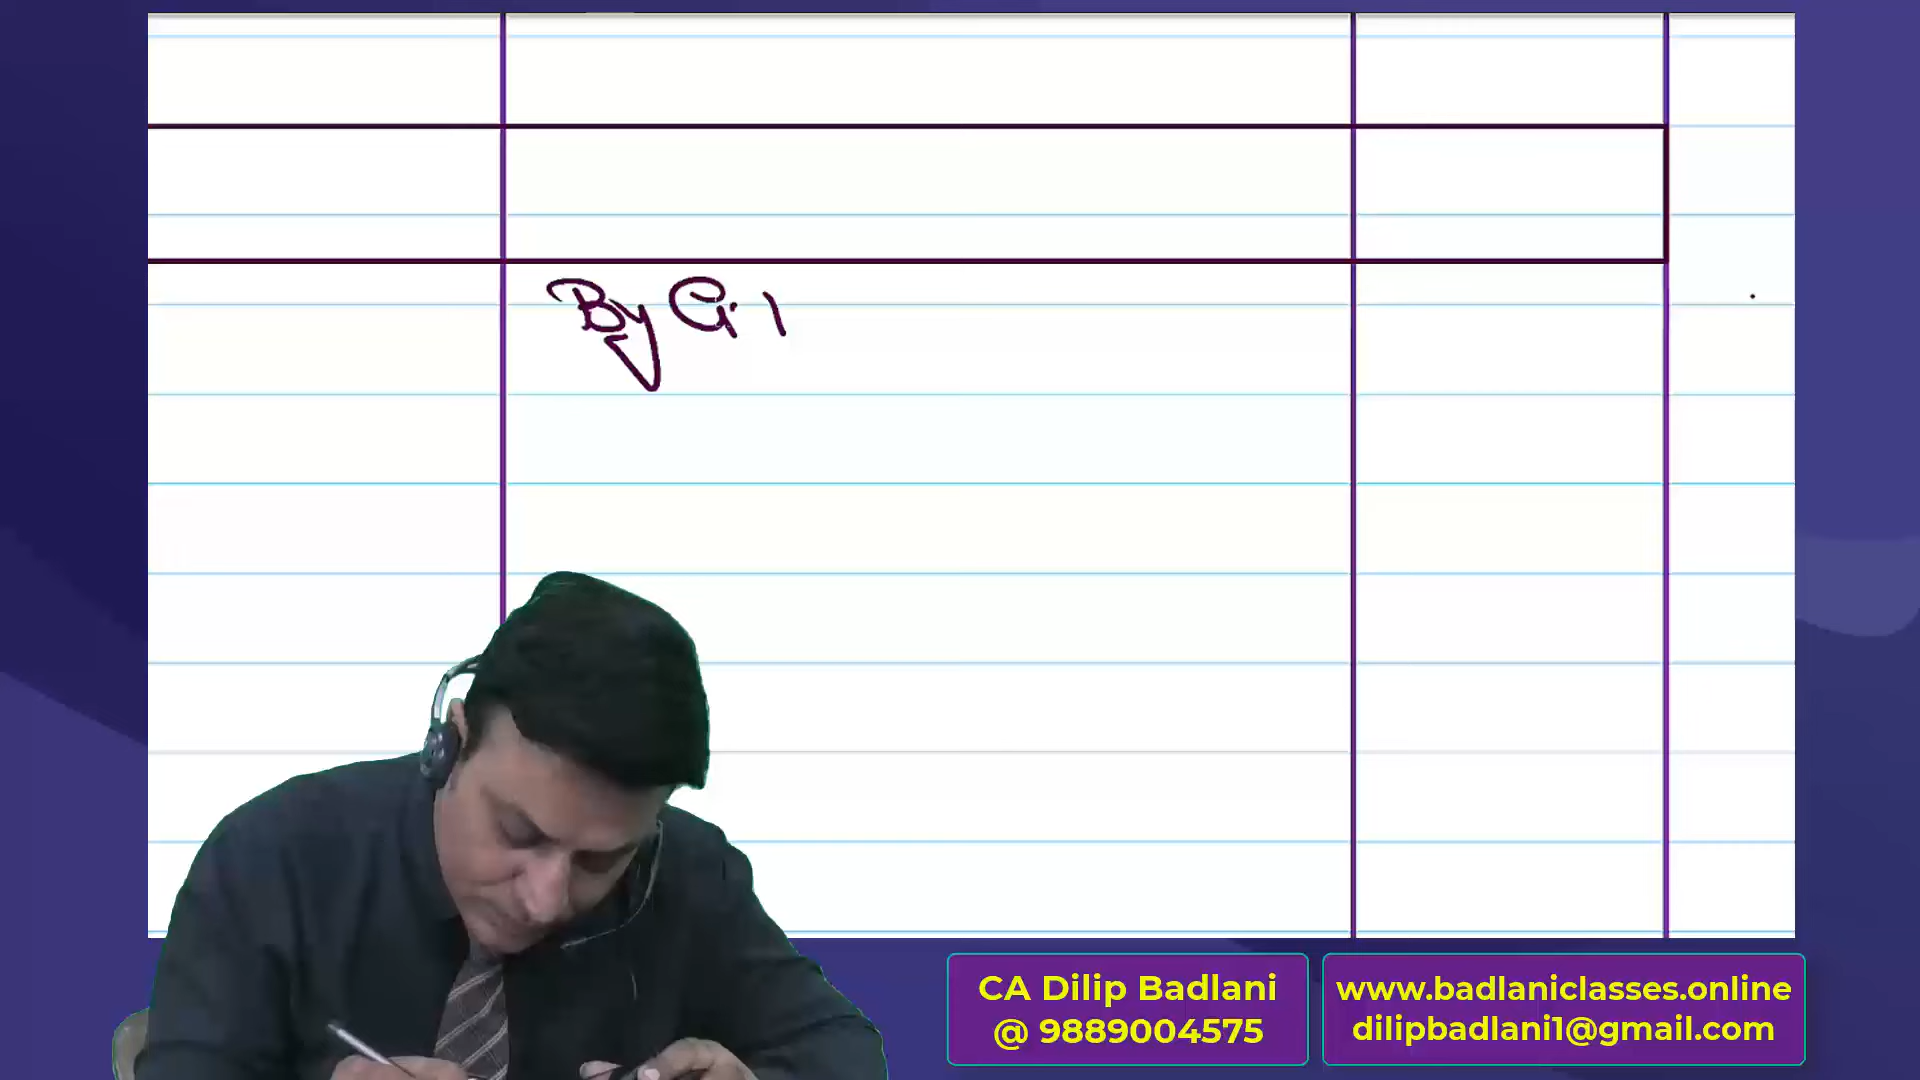 By G.
CA Dilip Badlani
@ 9889004575
www.badlaniclasses.online
dilipbadlani1@gmail.com